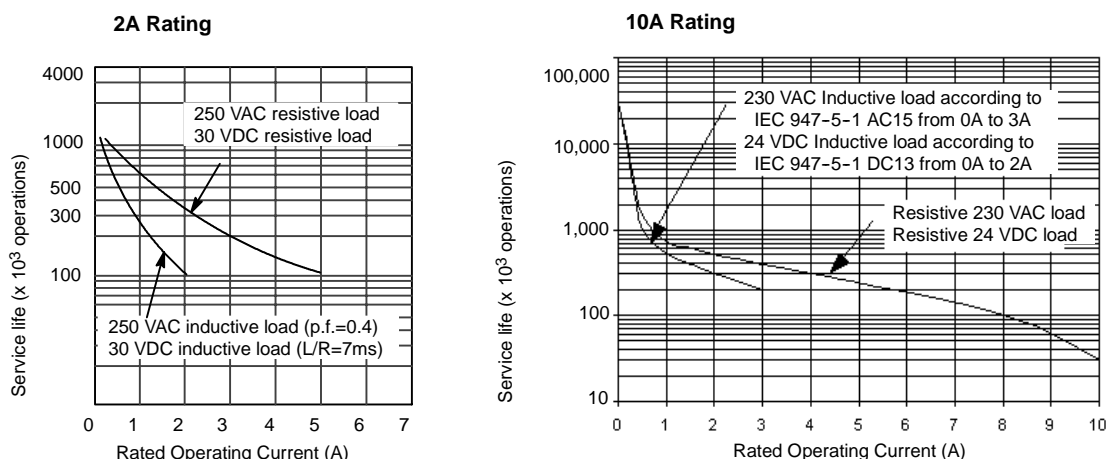 2A Rating
4000
1000
500
300
100
Service life (x 10³ operations)
250 VAC resistive load
30 VDC resistive load
250 VAC inductive load (p.f.=0.4)
30 VDC inductive load (L/R=7ms)
0 1 2 3 4 5 6 7
Rated Operating Current (A)
10A Rating
100,000
10,000
1,000
100
10
Service life (x 10³ operations)
230 VAC Inductive load according to
IEC 947-5-1 AC15 from 0A to 3A
24 VDC Inductive load according to
IEC 947-5-1 DC13 from 0A to 2A
Resistive 230 VAC load
Resistive 24 VDC load
0 1 2 3 4 5 6 7 8 9 10
Rated Operating Current (A)